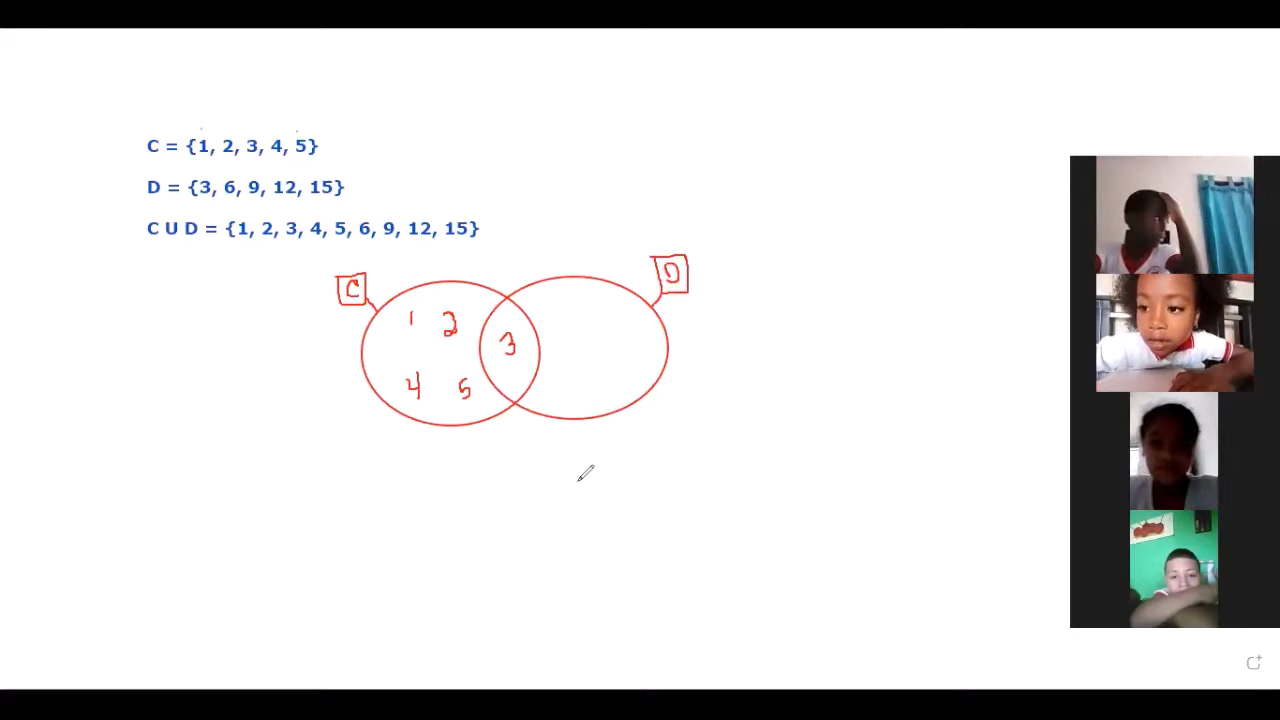 C = {1, 2, 3, 4, 5}
D = {3, 6, 9, 12, 15}
C U D = {1, 2, 3, 4, 5, 6, 9, 12, 15}
C D
1 2
3
4 5